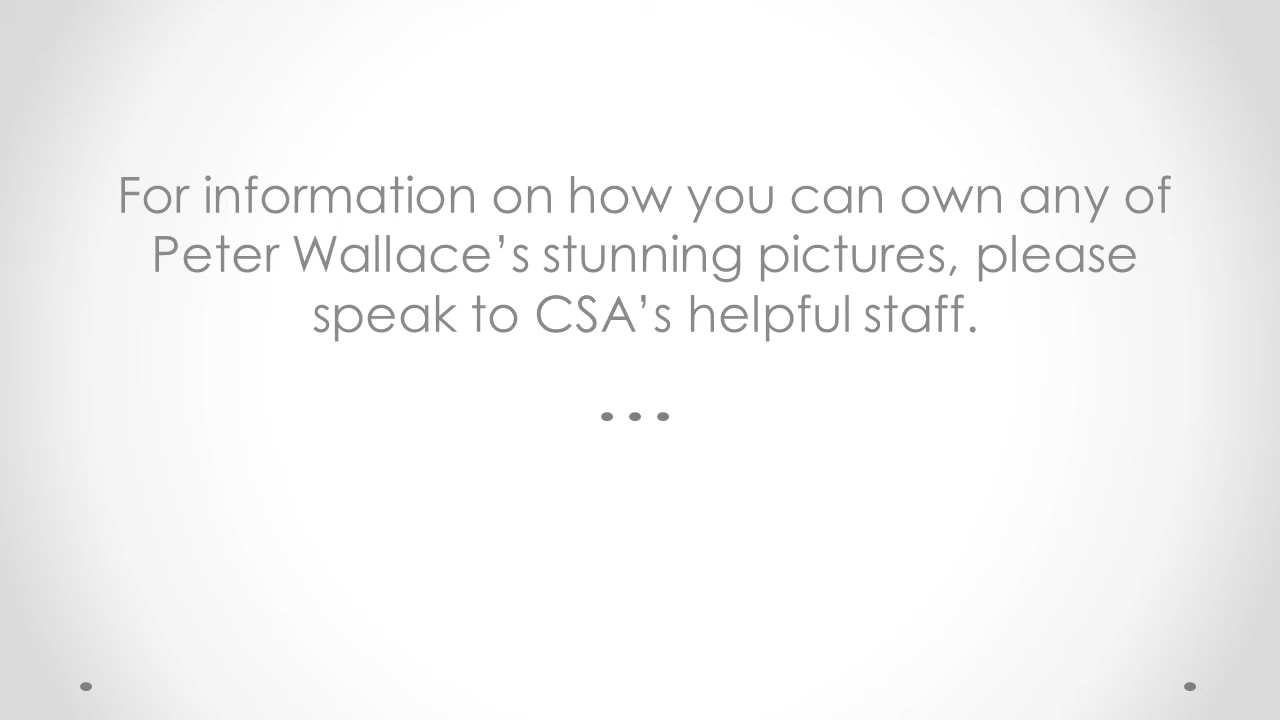 For information on how you can own any of
Peter Wallace’s stunning pictures, please
speak to CSA’s helpful staff.